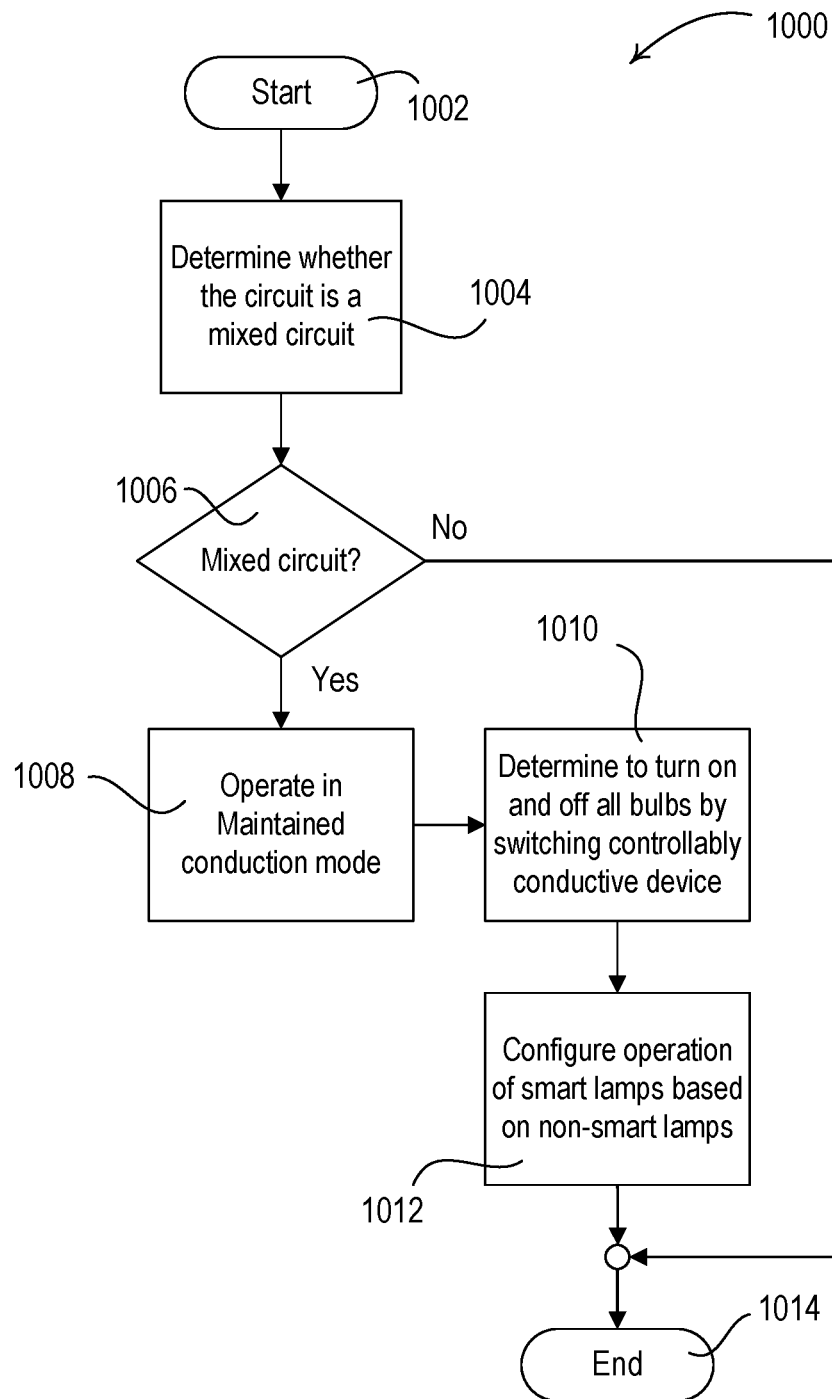 1000
Start
1002
Determine whether
the circuit is a
mixed circuit
1004
1006
Mixed circuit?
No
Yes
1008
Operate in
Maintained
conduction mode
1010
Determine to turn on
and off all bulbs by
switching controllably
conductive device
Configure operation
of smart lamps based
on non-smart lamps
1012
End
1014